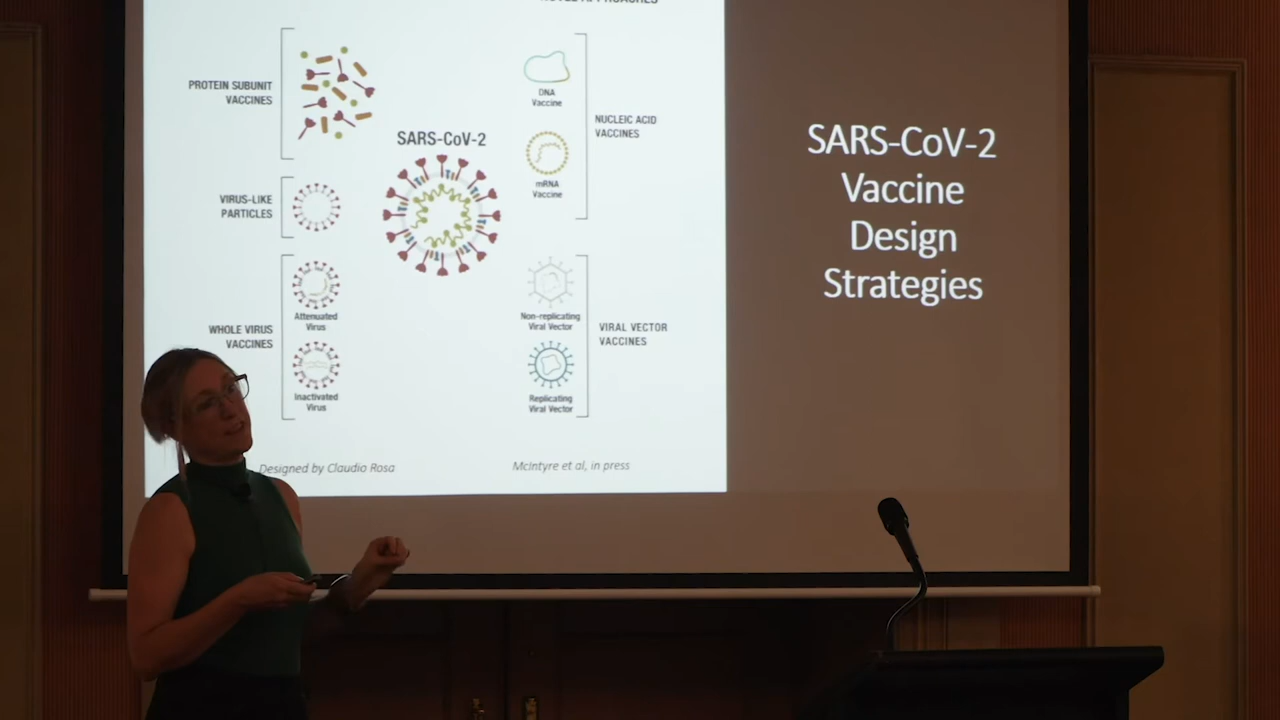 NOVEL APPROACHES
PROTEIN SUBUNIT
VACCINES
VIRUS-LIKE
PARTICLES
WHOLE VIRUS
VACCINES
Attenuated
Virus
Inactivated
Virus
SARS-CoV-2
DNA
Vaccine
mRNA
Vaccine
NUCLEIC ACID
VACCINES
Non-replicating
Viral Vector
Replicating
Viral Vector
VIRAL VECTOR
VACCINES
Designed by Claudio Rosa
McIntyre et al, in press
SARS-CoV-2
Vaccine
Design
Strategies